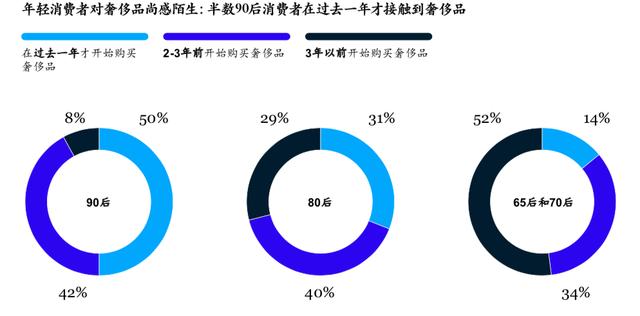 年轻消费者对奢侈品尚感陌生：半数90后消费者在过去一年才接触到奢侈品
在过去一年才开始购买
奢侈品
2-3年前开始购买奢侈品
3年以前开始购买奢侈品
8%
50%
29%
31%
52%
14%
90后
80后
65后和70后
42%
40%
34%